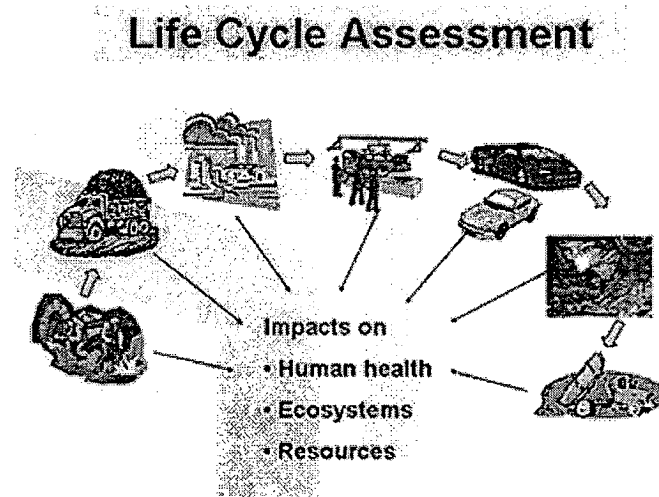 Life Cycle Assessment
Impacts on
• Human health
• Ecosystems
• Resources